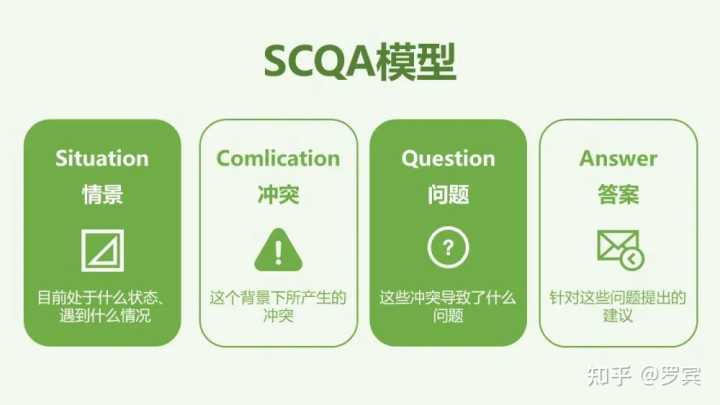 SCQA模型
Situation
情景
目前处于什么状态、
遇到什么情况
Comlication
冲突
这个背景下所产生的
冲突
Question
问题
?
这些冲突导致了什么
问题
Answer
答案
针对这些问题提出的
建议
知乎 @罗宾